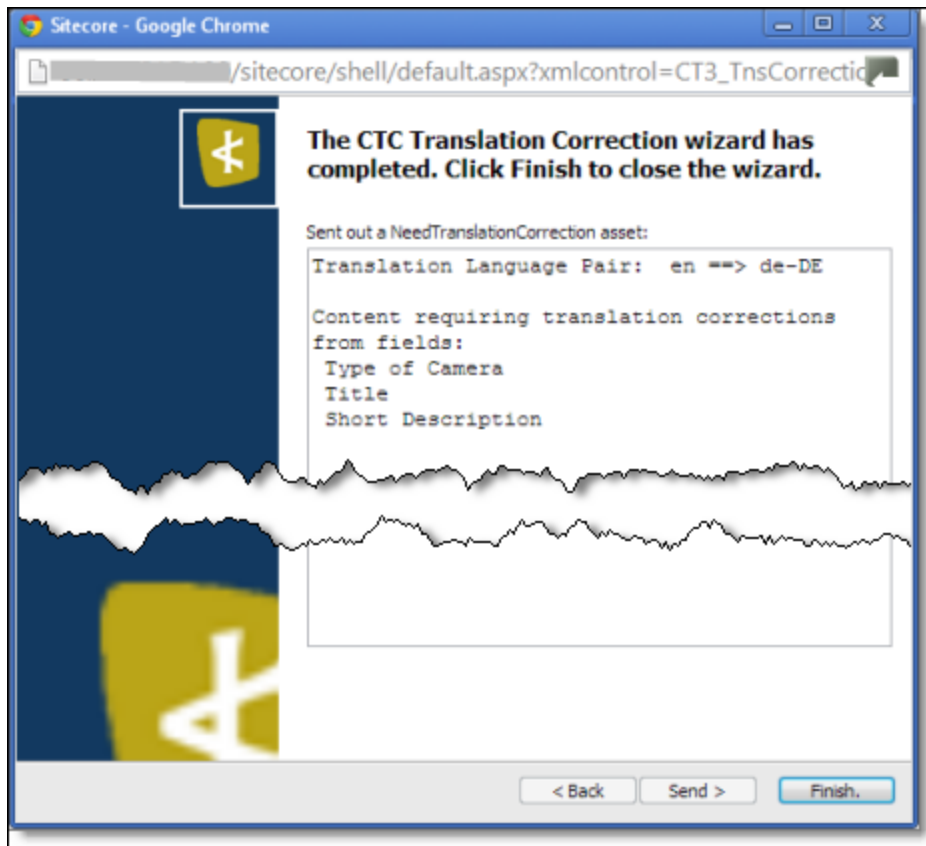 Sitecore - Google Chrome
/sitecore/shell/default.aspx?xmlcontrol=CT3_TnsCorrectio
The CTC Translation Correction wizard has
completed. Click Finish to close the wizard.
Sent out a NeedTranslationCorrection asset:
Translation Language Pair:  en ==> de-DE
Content requiring translation corrections
from fields:
Type of Camera
Title
Short Description
< Back
Send >
Finish.